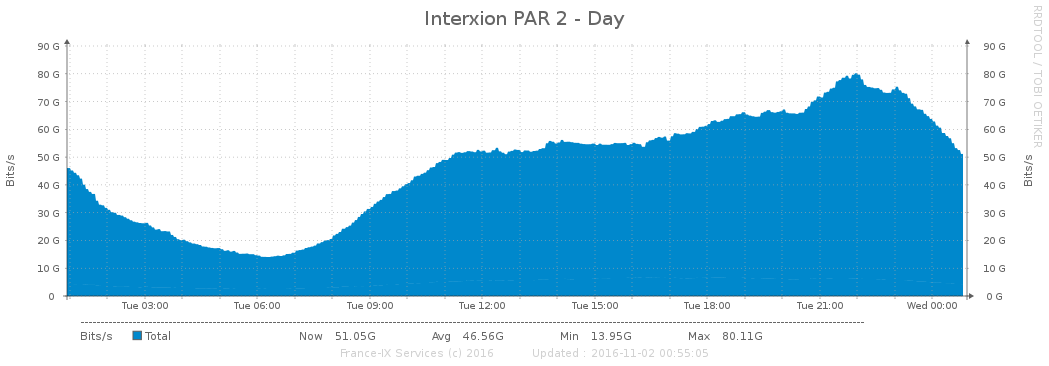 Interxion PAR 2 - Day
RRDTOOL / TOBI OETIKER
Bits/s
90 G
80 G
70 G
60 G
50 G
40 G
30 G
20 G
10 G
0
90 G
80 G
70 G
60 G
50 G
40 G
30 G
20 G
10 G
0 G
Bits/s
Tue 03:00 Tue 06:00 Tue 09:00 Tue 12:00 Tue 15:00 Tue 18:00 Tue 21:00 Wed 00:00
Bits/s Total Now 51.05G Avg 46.56G Min 13.95G Max 80.11G
France-IX Services (c) 2016 Updated : 2016-11-02 00:55:05